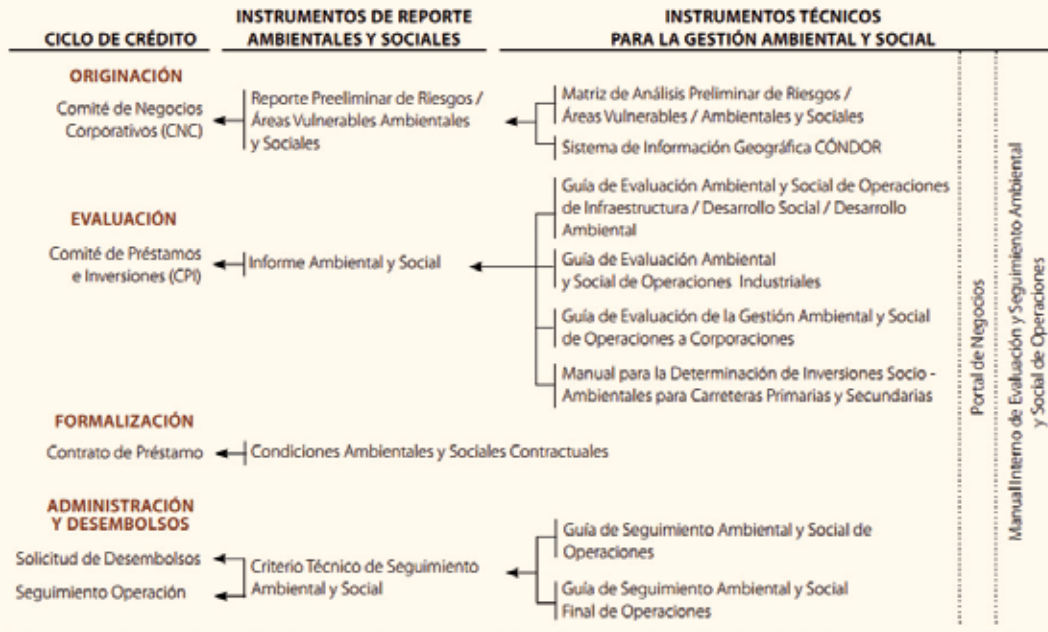 CICLO DE CRÉDITO
INSTRUMENTOS DE REPORTE
AMBIENTALES Y SOCIALES
INSTRUMENTOS TÉCNICOS
PARA LA GESTIÓN AMBIENTAL Y SOCIAL
ORIGINACIÓN
Comité de Negocios
Corporativos (CNC)
Reporte Preeliminar de Riesgos /
Áreas Vulnerables Ambientales
y Sociales
Matriz de Análisis Preliminar de Riesgos /
Áreas Vulnerables / Ambientales y Sociales
Sistema de Información Geográfica CÓNDOR
EVALUACIÓN
Comité de Préstamos
e Inversiones (CPI)
Informe Ambiental y Social
Guía de Evaluación Ambiental y Social de Operaciones
de Infraestructura / Desarrollo Social / Desarrollo
Ambiental
Guía de Evaluación Ambiental
y Social de Operaciones Industriales
Guía de Evaluación de la Gestión Ambiental y Social
de Operaciones a Corporaciones
Manual para la Determinación de Inversiones Socio -
Ambientales para Carreteras Primarias y Secundarias
FORMALIZACIÓN
Contrato de Préstamo
Condiciones Ambientales y Sociales Contractuales
ADMINISTRACIÓN
Y DESEMBOLSOS
Solicitud de Desembolsos
Seguimiento Operación
Criterio Técnico de Seguimiento
Ambiental y Social
Guía de Seguimiento Ambiental y Social de
Operaciones
Guía de Seguimiento Ambiental y Social
Final de Operaciones
Portal de Negocios
Manual Interno de Evaluación y Seguimiento Ambiental
y Social de Operaciones